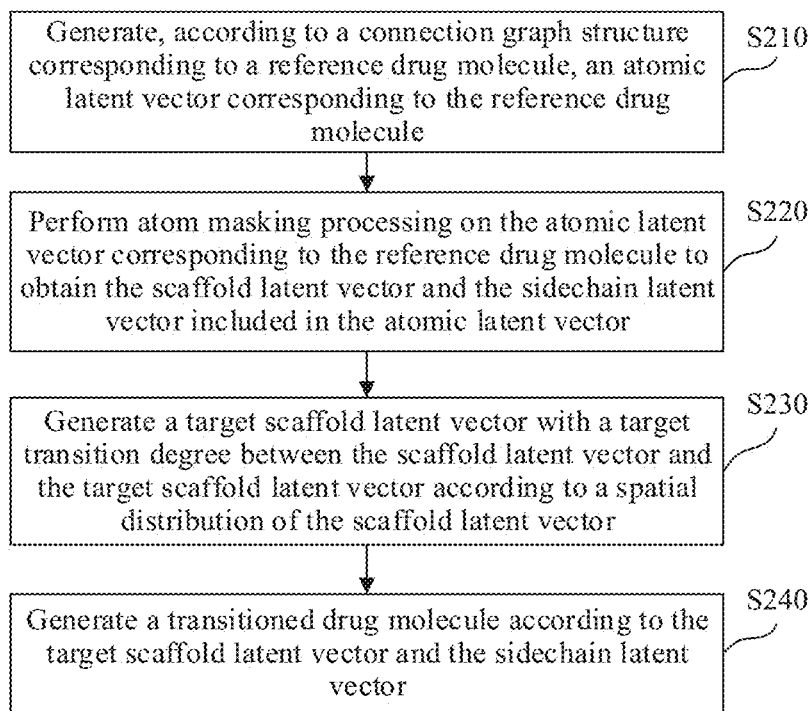 Generate, according to a connection graph structure
corresponding to a reference drug molecule, an atomic
latent vector corresponding to the reference drug
molecule
S210
Perform atom masking processing on the atomic latent
vector corresponding to the reference drug molecule to
obtain the scaffold latent vector and the sidechain latent
vector included in the atomic latent vector
S220
Generate a target scaffold latent vector with a target
transition degree between the scaffold latent vector and
the target scaffold latent vector according to a spatial
distribution of the scaffold latent vector
S230
Generate a transitioned drug molecule according to the
target scaffold latent vector and the sidechain latent
vector
S240